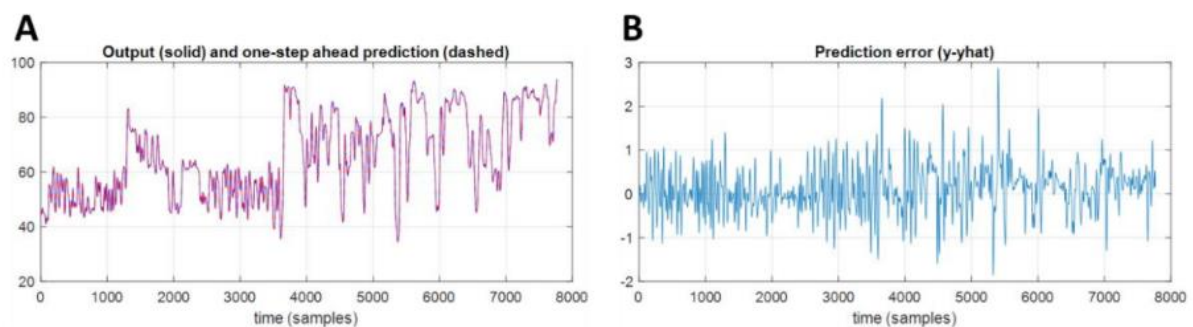 A
Output (solid) and one-step ahead prediction (dashed)
100
80
60
40
20
0 1000 2000 3000 4000 5000 6000 7000 8000
time (samples)
B
Prediction error (y-yhat)
3
2
1
0
-1
-2
0 1000 2000 3000 4000 5000 6000 7000 8000
time (samples)